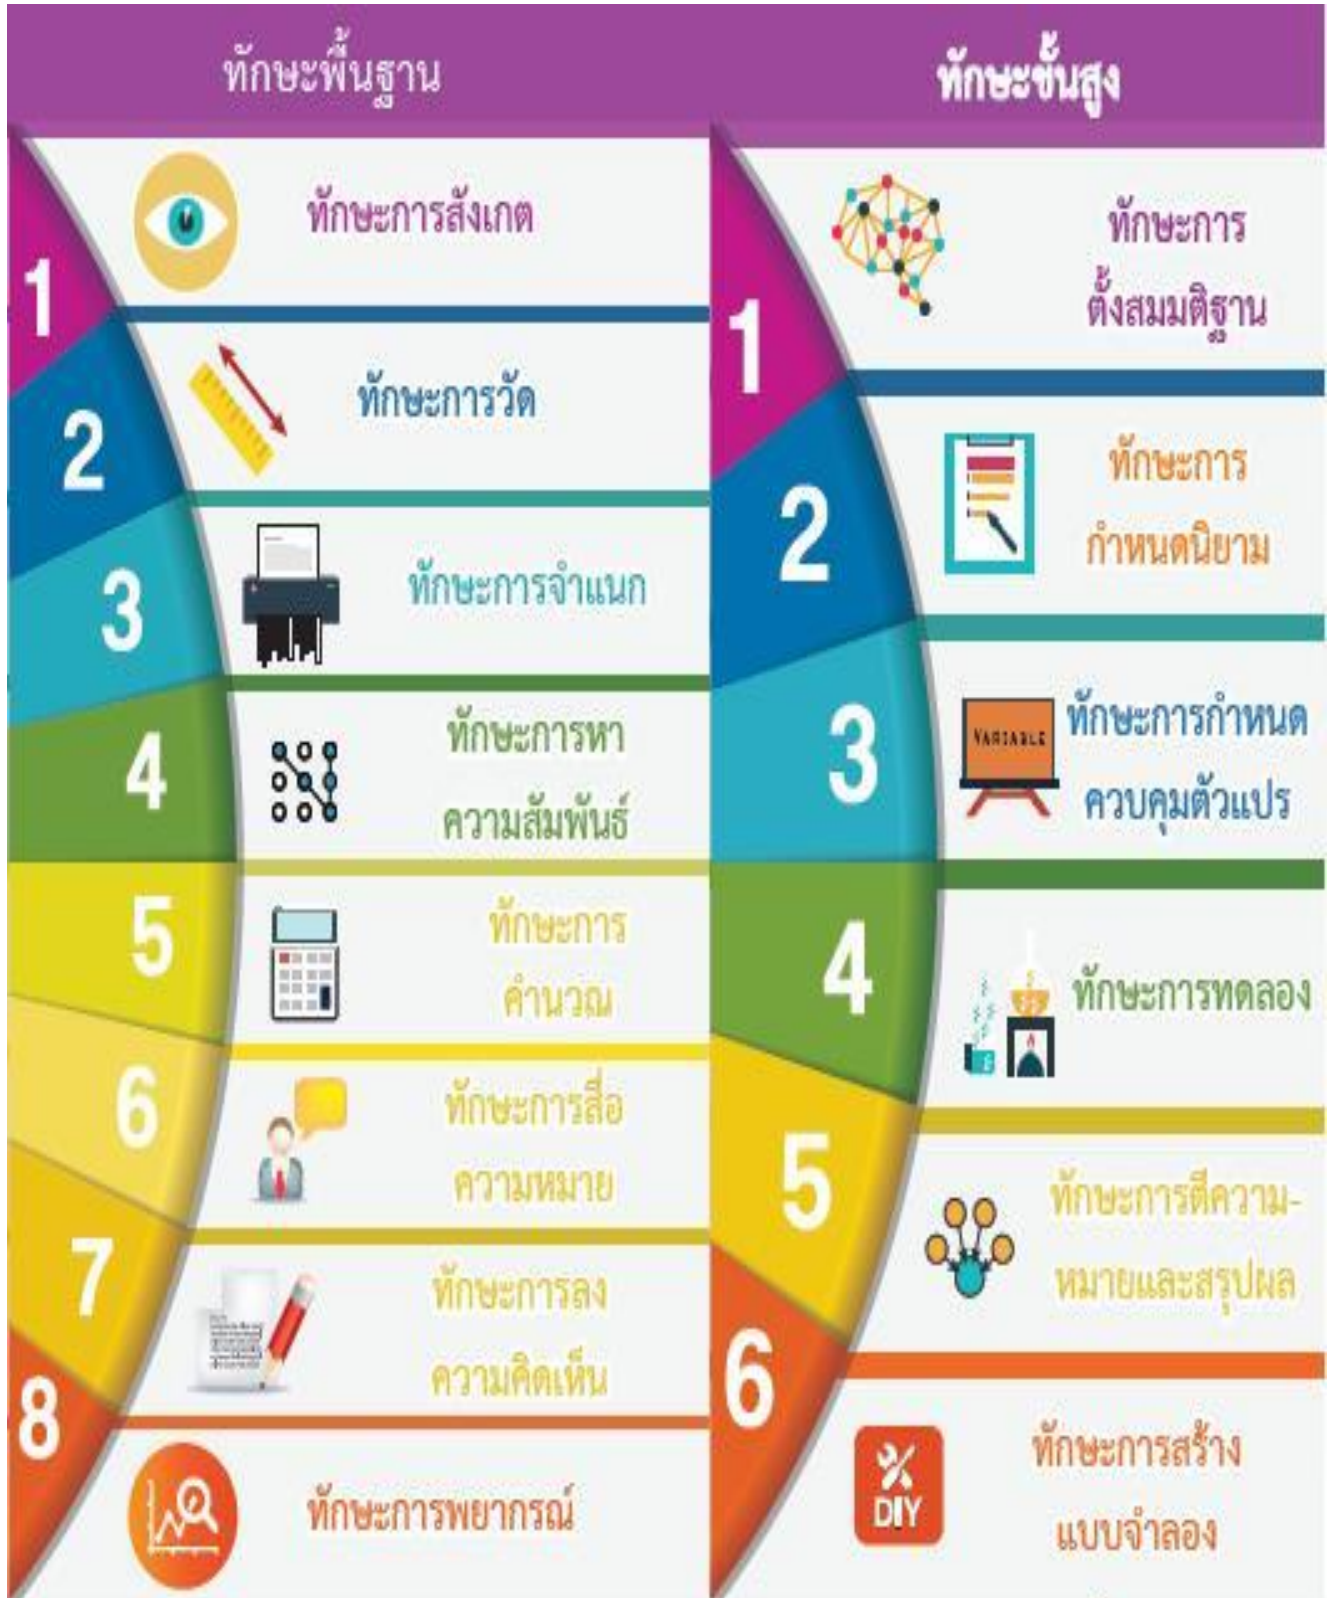 ทักษะพื้นฐาน
1
ทักษะการสังเกต
2
ทักษะการวัด
3
ทักษะการจำแนก
4
ทักษะการหา
ความสัมพันธ์
5
ทักษะการ
คำนวณ
6
ทักษะการสื่อ
ความหมาย
7
ทักษะการลง
ความคิดเห็น
8
ทักษะการพยากรณ์
ทักษะขั้นสูง
1
ทักษะการ
ตั้งสมมติฐาน
2
ทักษะการ
กำหนดนิยาม
3
VARIABLE
ทักษะการกำหนด
ควบคุมตัวแปร
4
ทักษะการทดลอง
5
ทักษะการตีความ-
หมายและสรุปผล
6
DIY
ทักษะการสร้าง
แบบจำลอง